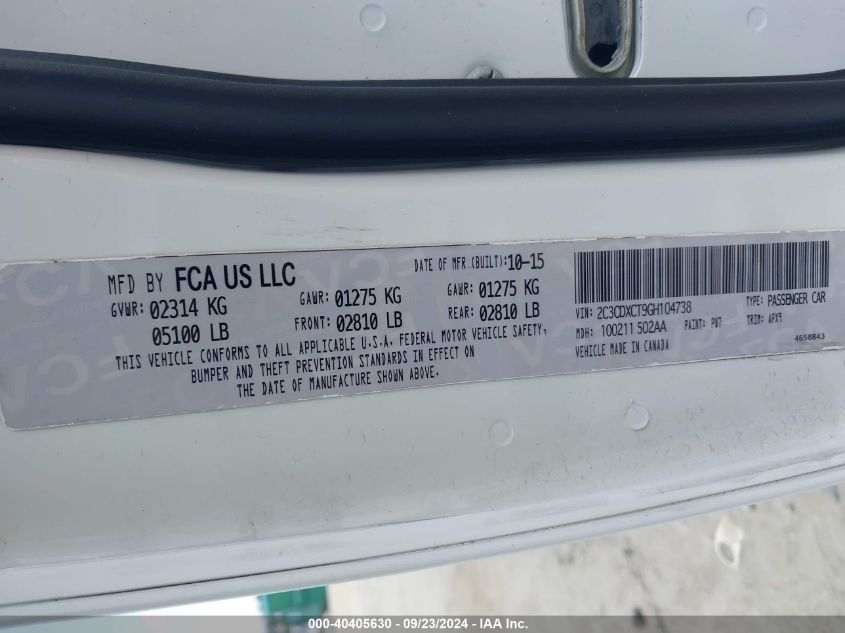 MFD BY FCA US LLC
DATE OF MFR (BUILT): 10-15
GVWR: 02314 KG
05100 LB
GAWR: 01275 KG
FRONT: 02810 LB
GAWR: 01275 KG
REAR: 02810 LB
THIS VEHICLE CONFORMS TO ALL APPLICABLE U.S.A. FEDERAL MOTOR VEHICLE SAFETY,
BUMPER AND THEFT PREVENTION STANDARDS IN EFFECT ON
THE DATE OF MANUFACTURE SHOWN ABOVE.
VIN: 2C3CDXCT9GH104738
TYPE: PASSENGER CAR
MDH: 100211 502AA
PAINT: PW7
TRIM: APX9
VEHICLE MADE IN CANADA
4658843
000-40405630 - 09/23/2024 - IAA Inc.